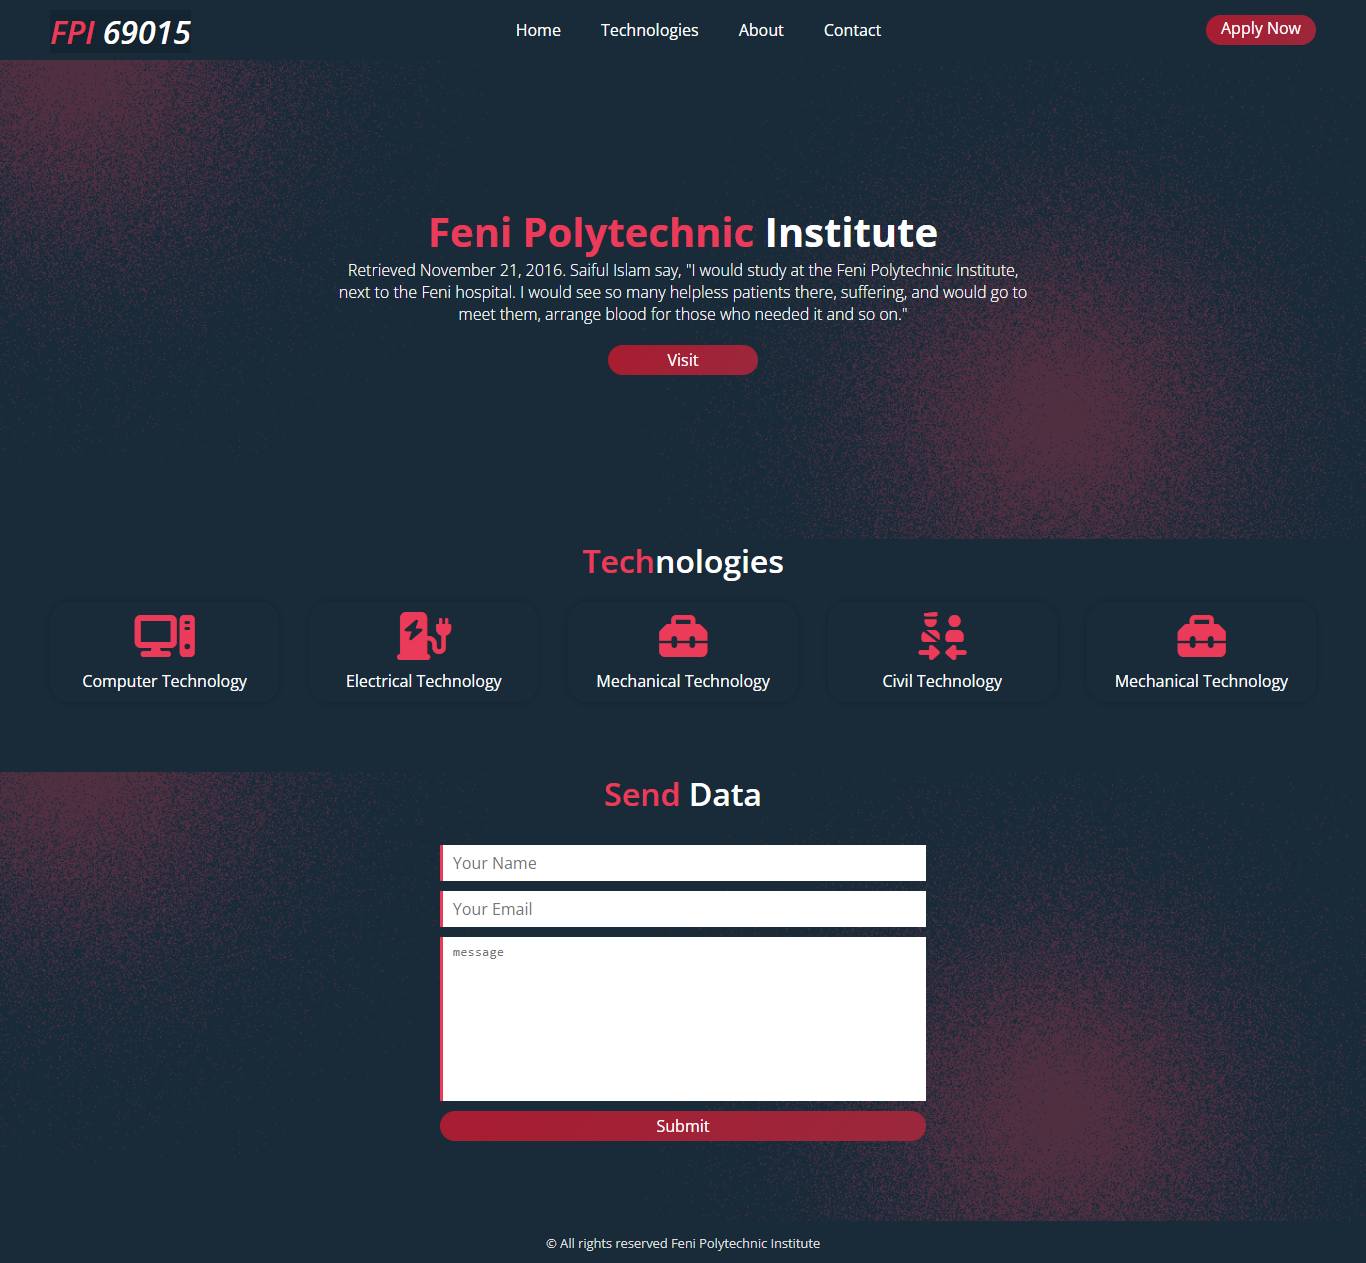 FPI 69015
Home
Technologies
About
Contact
Apply Now
Feni Polytechnic Institute
Retrieved November 21, 2016. Saiful Islam say, "I would study at the Feni Polytechnic Institute,
next to the Feni hospital. I would see so many helpless patients there, suffering, and would go to
meet them, arrange blood for those who needed it and so on."
Visit
Technologies
Computer Technology
Electrical Technology
Mechanical Technology
Civil Technology
Mechanical Technology
Send Data
Your Name
Your Email
message
Submit
© All rights reserved Feni Polytechnic Institute